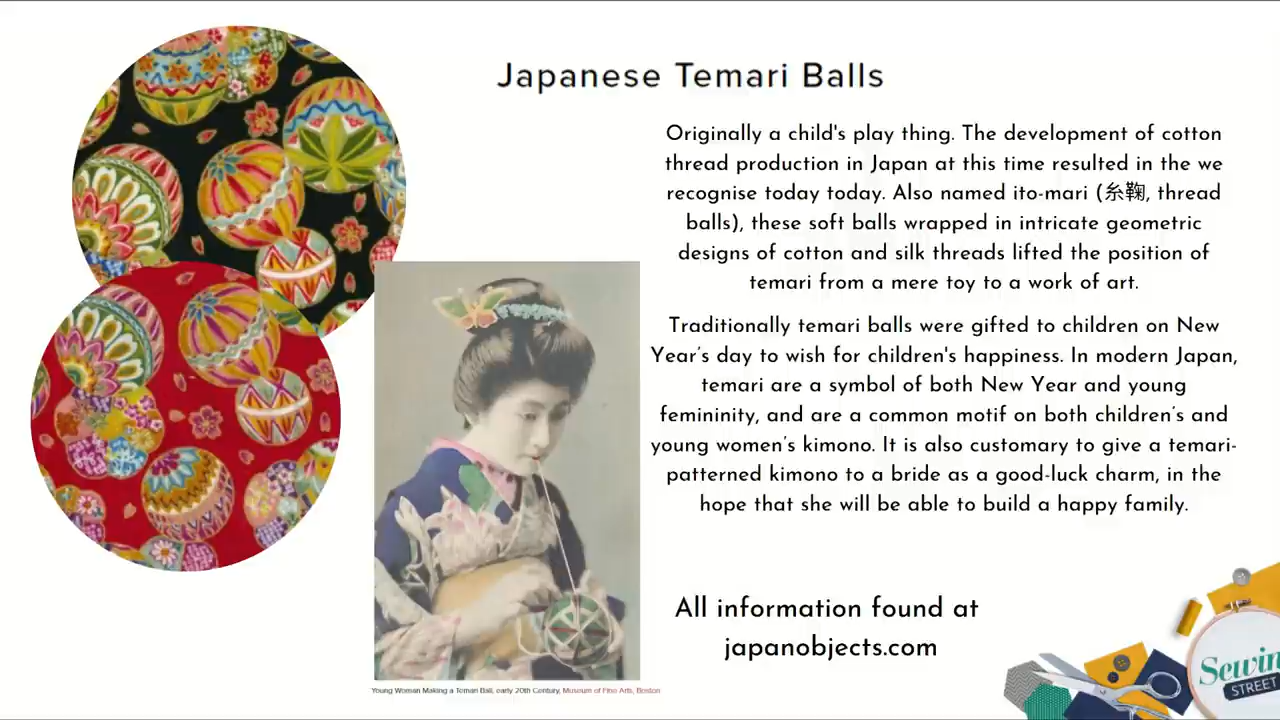 Japanese Temari Balls
Originally a child's play thing. The development of cotton
thread production in Japan at this time resulted in the we
recognise today today. Also named ito-mari (糸鞠, thread
balls), these soft balls wrapped in intricate geometric
designs of cotton and silk threads lifted the position of
temari from a mere toy to a work of art.
Traditionally temari balls were gifted to children on New
Year's day to wish for children's happiness. In modern Japan,
temari are a symbol of both New Year and young
femininity, and are a common motif on both children's and
young women's kimono. It is also customary to give a temari-
patterned kimono to a bride as a good-luck charm, in the
hope that she will be able to build a happy family.
All information found at
japanobjects.com
Young Woman Making a Temari Ball, early 20th Century, Museum of Fine Arts, Boston
Sewin
STREET